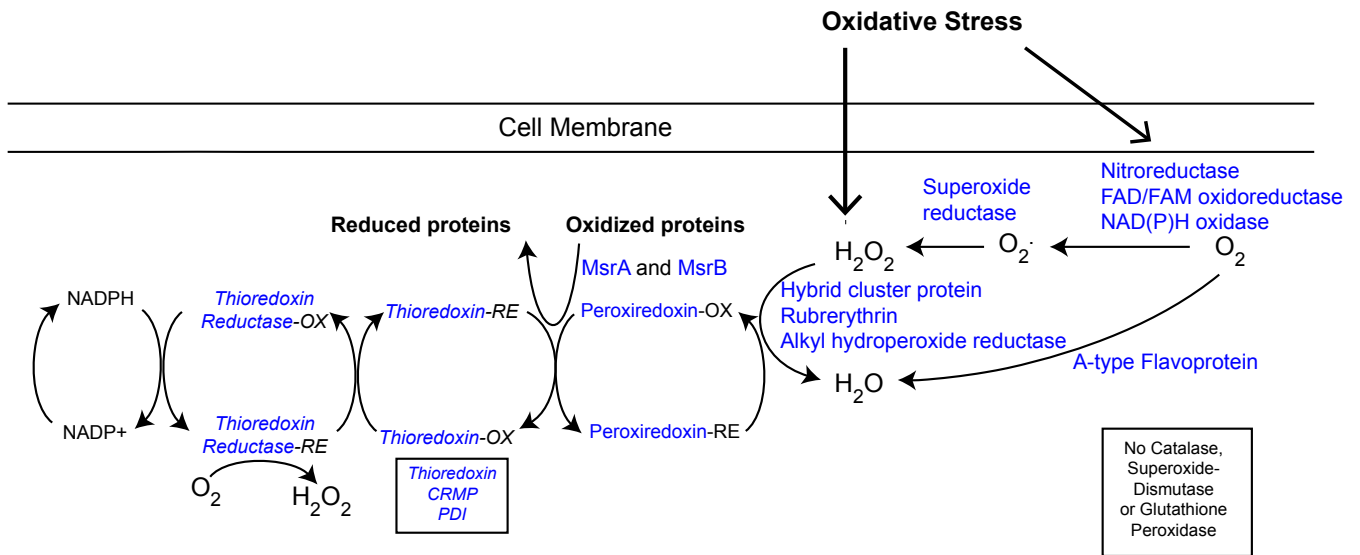 Oxidative Stress
Cell Membrane
Nitroreductase
FAD/FAM oxidoreductase
NAD(P)H oxidase
Superoxide
reductase
Reduced proteins
Oxidized proteins
MsrA and MsrB
H2O2
O2·
O2
NADPH
Thioredoxin
Reductase-OX
Thioredoxin-RE
Peroxiredoxin-OX
Hybrid cluster protein
Rubrerythrin
Alkyl hydroperoxide reductase
A-type Flavoprotein
H2O
NADP+
Thioredoxin
Reductase-RE
Thioredoxin-OX
Peroxiredoxin-RE
O2
H2O2
Thioredoxin
CRMP
PDI
No Catalase,
Superoxide-
Dismutase
or Glutathione
Peroxidase